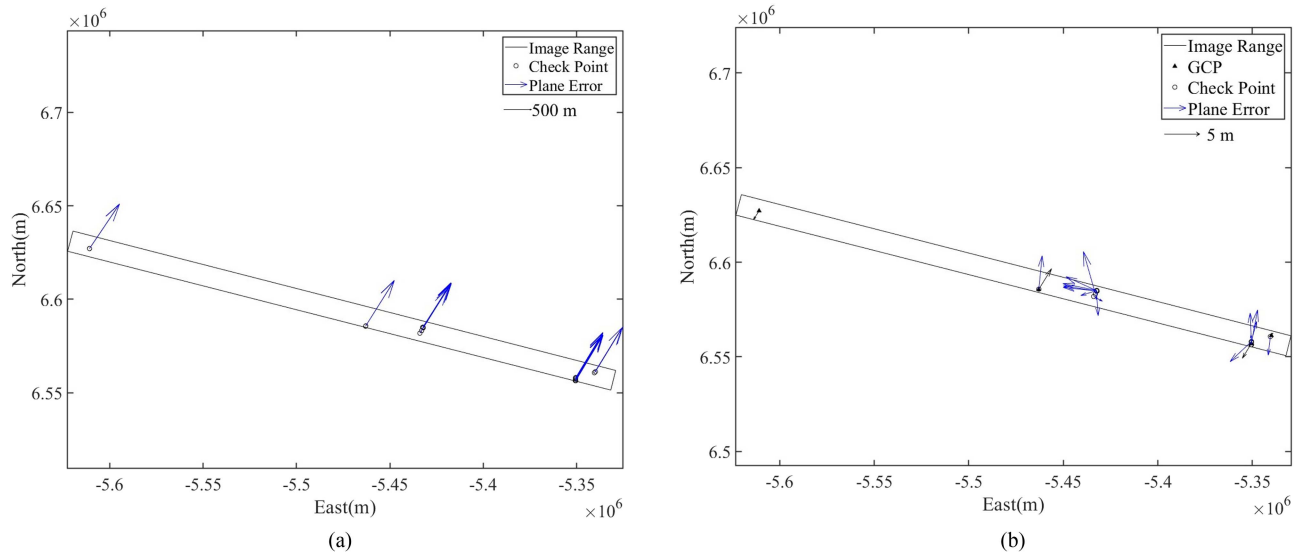 ×10⁶
Image Range
Check Point
Plane Error
500 m
6.7
6.65
6.6
6.55
North(m)
-5.6
-5.55
-5.5
-5.45
-5.4
-5.35
East(m)
×10⁶
(a)
×10⁶
Image Range
GCP
Check Point
Plane Error
5 m
6.7
6.65
6.6
6.55
6.5
North(m)
-5.6
-5.55
-5.5
-5.45
-5.4
-5.35
East(m)
×10⁶
(b)